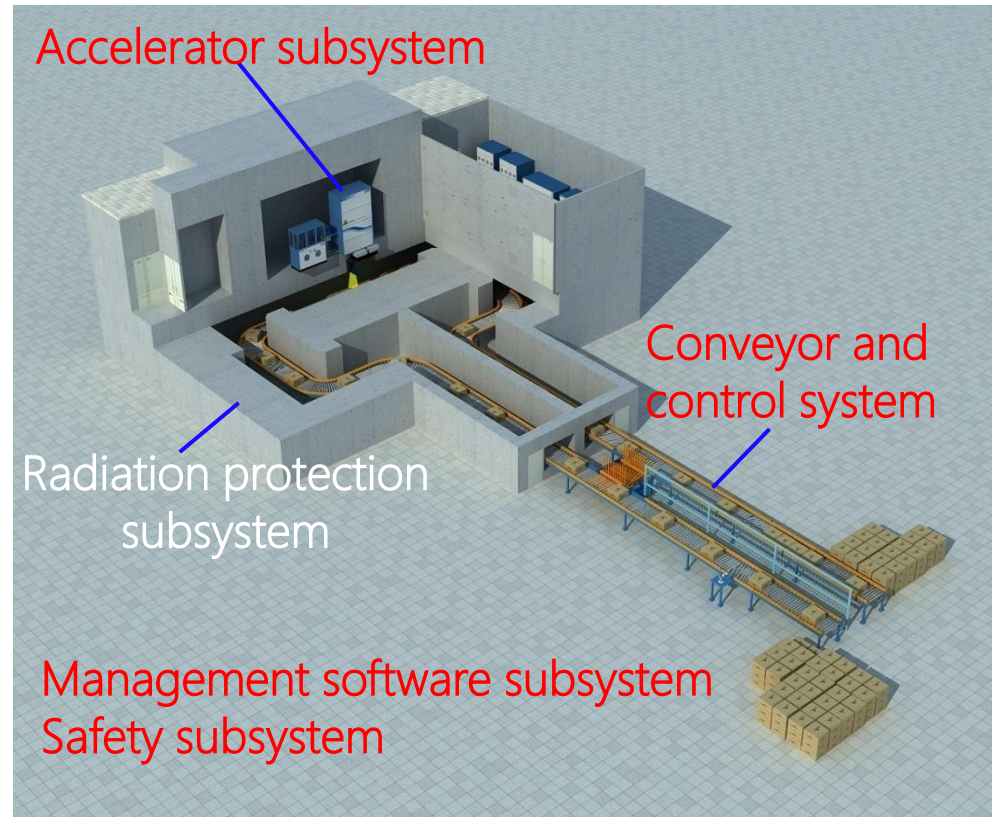 Accelerator subsystem
Conveyor and
control system
Radiation protection
subsystem
Management software subsystem
Safety subsystem